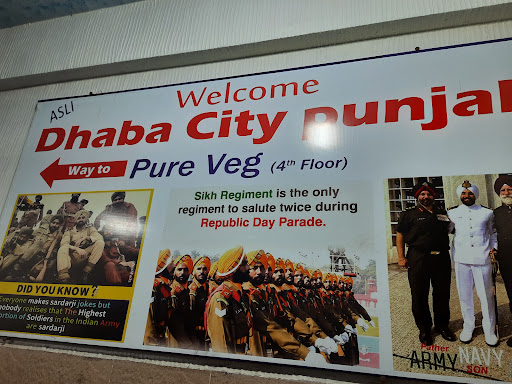 ASLI
Welcome
Dhaba City punjab
Way to Pure Veg (4th Floor)
Sikh Regiment is the only
regiment to salute twice during
Republic Day Parade.
DID YOU KNOW?
Everyone makes sardarji jokes but
nobody realises that The Highest
portion of Soldiers in the Indian Army
are sardarji
Father
ARMY NAVY
SON